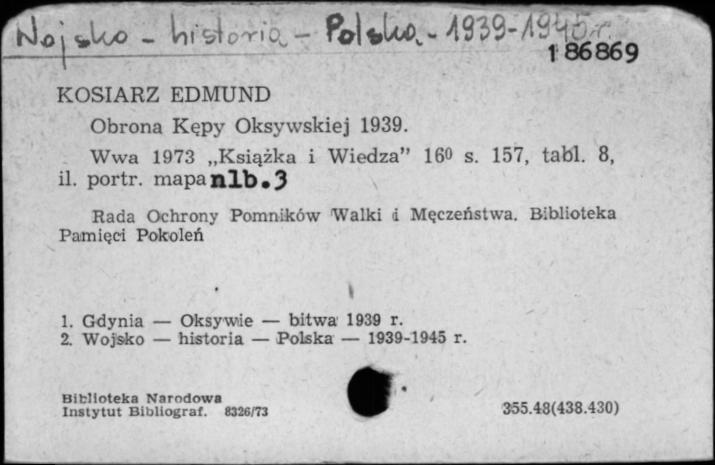 Wojsko - historia - Polska - 1939-1945 r.
186869
KOSIARZ EDMUND
Obrona Kępy Oksywskiej 1939.
Wwa 1973 „Książka i Wiedza” 16⁰ s. 157, tabl. 8,
il. portr. mapa nlb.3
Rada Ochrony Pomników Walki i Męczeństwa. Biblioteka
Pamięci Pokoleń
1. Gdynia — Oksywie — bitwa 1939 r.
2. Wojsko — historia — Polska — 1939-1945 r.
Biblioteka Narodowa
Instytut Bibliograf. 8326/73
355.48(438.430)